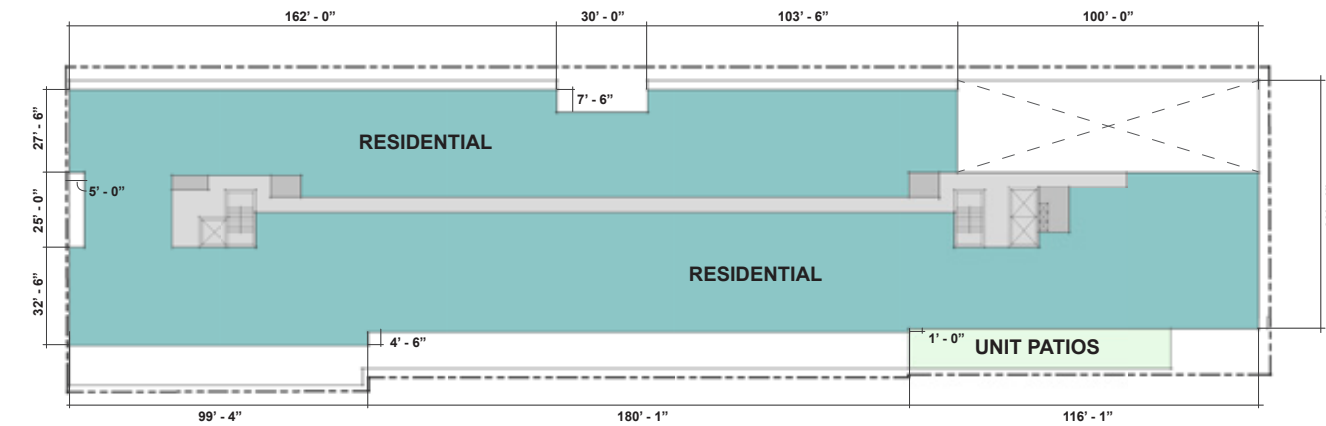 162’ - 0”
30’ - 0”
103’ - 6”
100’ - 0”
27’ - 6”
7’ - 6”
RESIDENTIAL
5’ - 0”
25’ - 0”
RESIDENTIAL
32’ - 6”
4’ - 6”
1’ - 0”
UNIT PATIOS
99’ - 4”
180’ - 1”
116’ - 1”